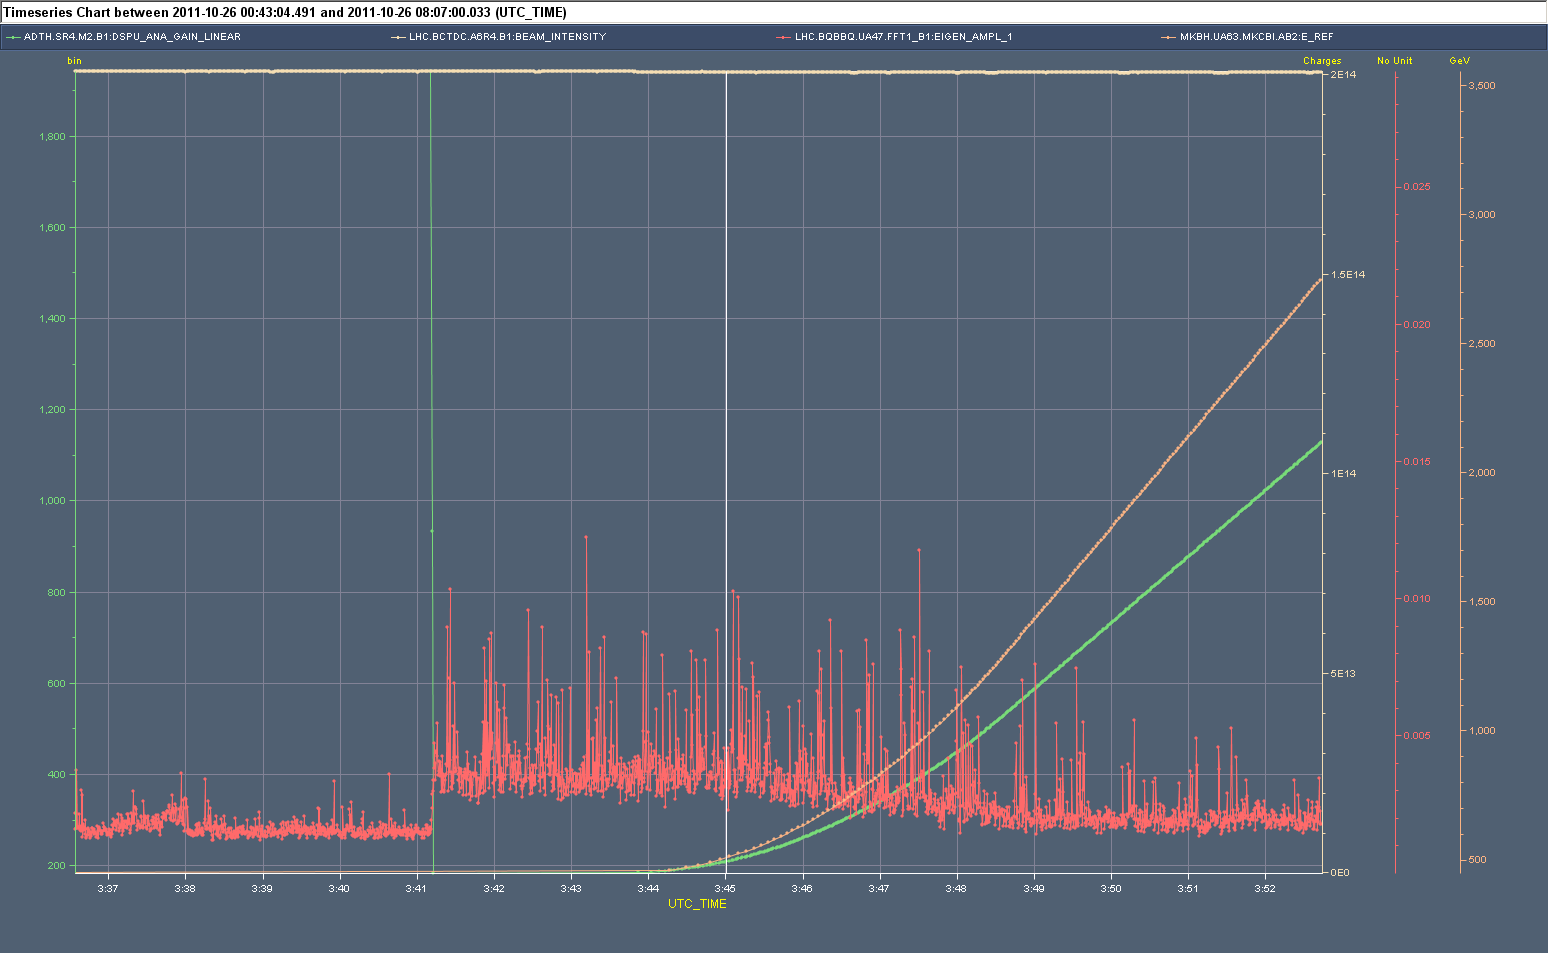 Timeseries Chart between 2011-10-26 00:43:04.491 and 2011-10-26 08:07:00.033 (UTC_TIME)
ADTH.SR4.M2.B1:DSPU_ANA_GAIN_LINEAR LHC.BCTDC.A6R4.B1:BEAM_INTENSITY LHC.BQBBQ.UA47.FFT1_B1:EIGEN_AMPL_1 MKBH.UA63.MKCBI.AB2:E_REF
bin Charges No Unit GeV
2E14
3,500
1,800
0.025
3,000
1,600
1.5E14
1,400
0.020
2,500
1,200
0.015
2,000
1E14
1,000
800
0.010
1,500
600
5E13
0.005
1,000
400
200
500
0E0
3:37 3:38 3:39 3:40 3:41 3:42 3:43 3:44 3:45 3:46 3:47 3:48 3:49 3:50 3:51 3:52
UTC_TIME